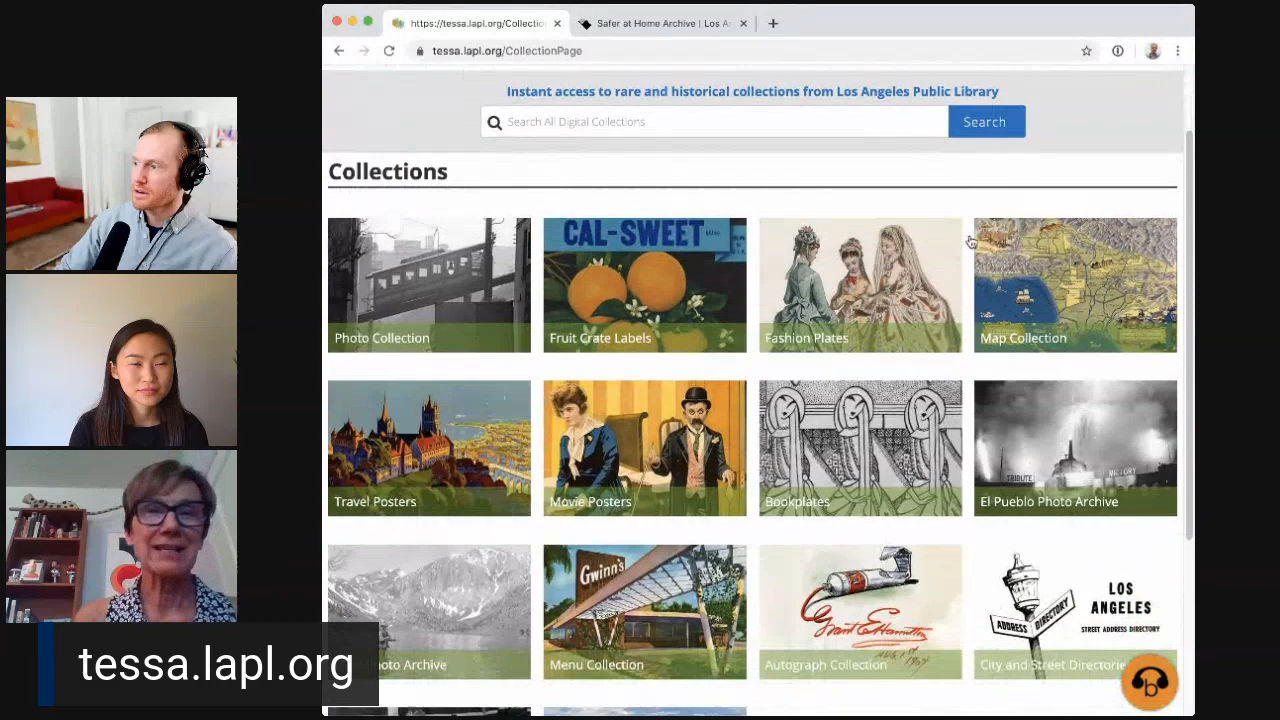 https://tessa.lapl.org/Collectio
Safer at Home Archive | Los A
tessa.lapl.org/CollectionPage
Instant access to rare and historical collections from Los Angeles Public Library
Search All Digital Collections
Search
Collections
Photo Collection
CAL-SWEET
Fruit Crate Labels
Fashion Plates
Map Collection
Travel Posters
Movie Posters
Bookplates
TRIBUTE
VICTORY
El Pueblo Photo Archive
hoto Archive
Gwinn's
Menu Collection
Grant E. Hamilton
Autograph Collection
ADDRESS DIRECTORY
LOS
ANGELES
STREET ADDRESS DIRECTORY
City and Street Directorie
b
tessa.lapl.org